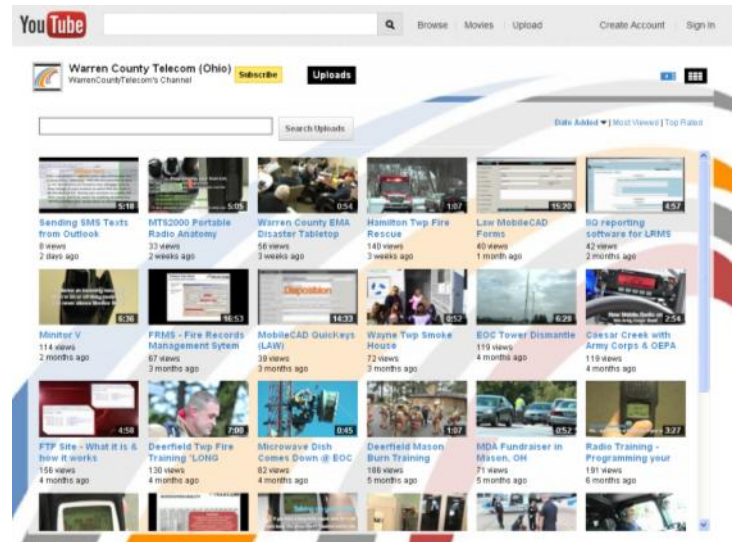 YouTube
Browse Movies Upload Create Account Sign In
Warren County Telecom (Ohio) Subscribe Uploads
WarrenCountyTelecom's Channel
Search Uploads
Date Added ▼ | Most Viewed | Top Rated
5:18 5:05 0:54 1:07 15:20 4:57
Sending SMS Texts from Outlook
8 views
2 days ago
MTS2000 Portable Radio Anatomy
33 views
2 weeks ago
Warren County EMA Disaster Tabletop
58 views
3 weeks ago
Hamilton Twp Fire Rescue
140 views
3 weeks ago
Law MobileCAD Forms
40 views
1 month ago
IIQ reporting software for LRMS
42 views
2 months ago
6:36 16:53 Disposition 14:33 0:52 6:28 2:54
Minitor V
114 views
2 months ago
FRMS - Fire Records Management Sytem
67 views
3 months ago
MobileCAD QuicKeys (LAW)
39 views
3 months ago
Wayne Twp Smoke House
72 views
3 months ago
EOC Tower Dismantle
119 views
4 months ago
Caesar Creek with Army Corps & OEPA
119 views
4 months ago
4:58 7:00 0:45 1:07 0:52 3:27
FTP Site - What it is & how it works
156 views
4 months ago
Deerfield Twp Fire Training *LONG
130 views
4 months ago
Microwave Dish Comes Down @ EOC
82 views
4 months ago
Deerfield Mason Burn Training
186 views
5 months ago
MDA Fundraiser in Mason, OH
71 views
5 months ago
Radio Training - Programming your
191 views
6 months ago